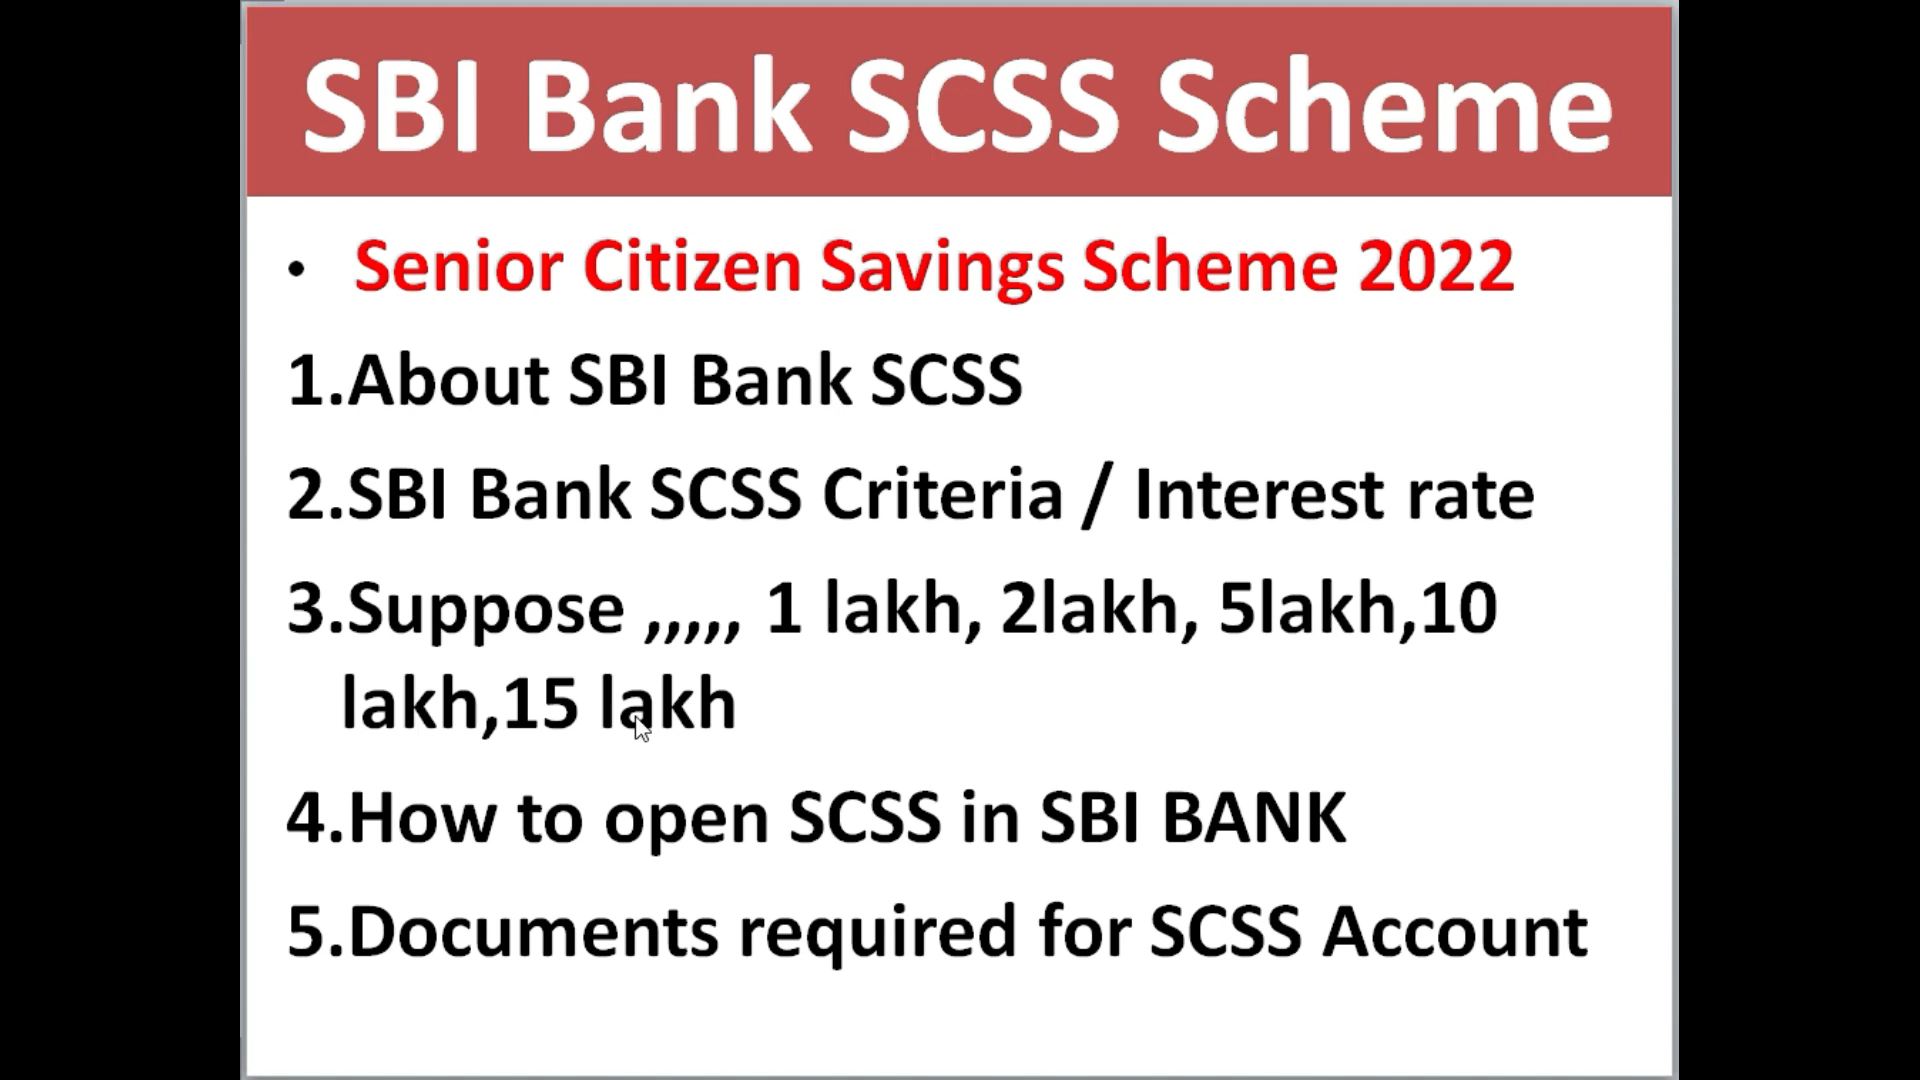 SBI Bank SCSS Scheme
• Senior Citizen Savings Scheme 2022
1.About SBI Bank SCSS
2.SBI Bank SCSS Criteria / Interest rate
3.Suppose ,,,,, 1 lakh, 2lakh, 5lakh,10
lakh,15 lakh
4.How to open SCSS in SBI BANK
5.Documents required for SCSS Account